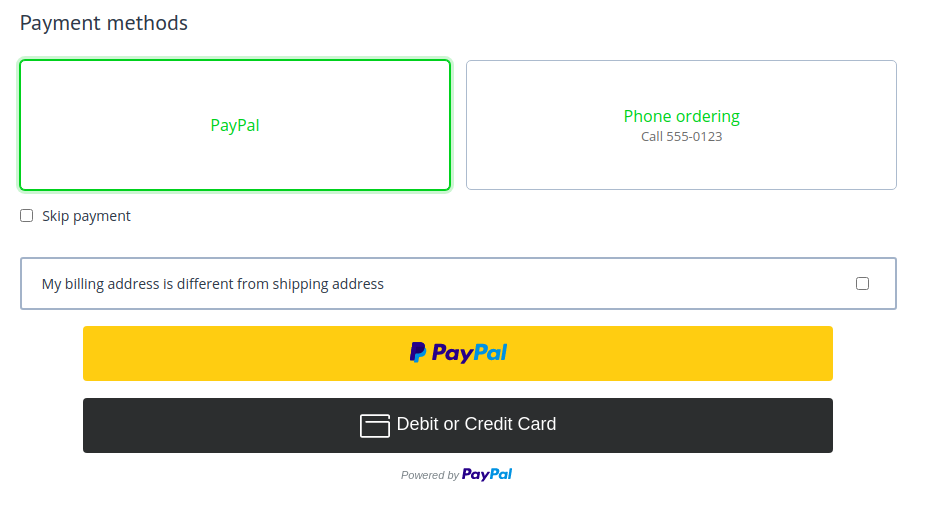 Payment methods
PayPal
Phone ordering
Call 555-0123
Skip payment
My billing address is different from shipping address
PayPal
Debit or Credit Card
Powered by PayPal